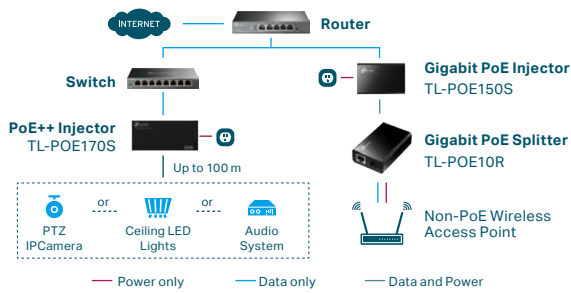 INTERNET
Router
Switch
Gigabit PoE Injector
TL-POE150S
PoE++ Injector
TL-POE170S
Gigabit PoE Splitter
TL-POE10R
Up to 100 m
or
or
PTZ
IPCamera
Ceiling LED
Lights
Audio
System
Non-PoE Wireless
Access Point
Power only
Data only
Data and Power